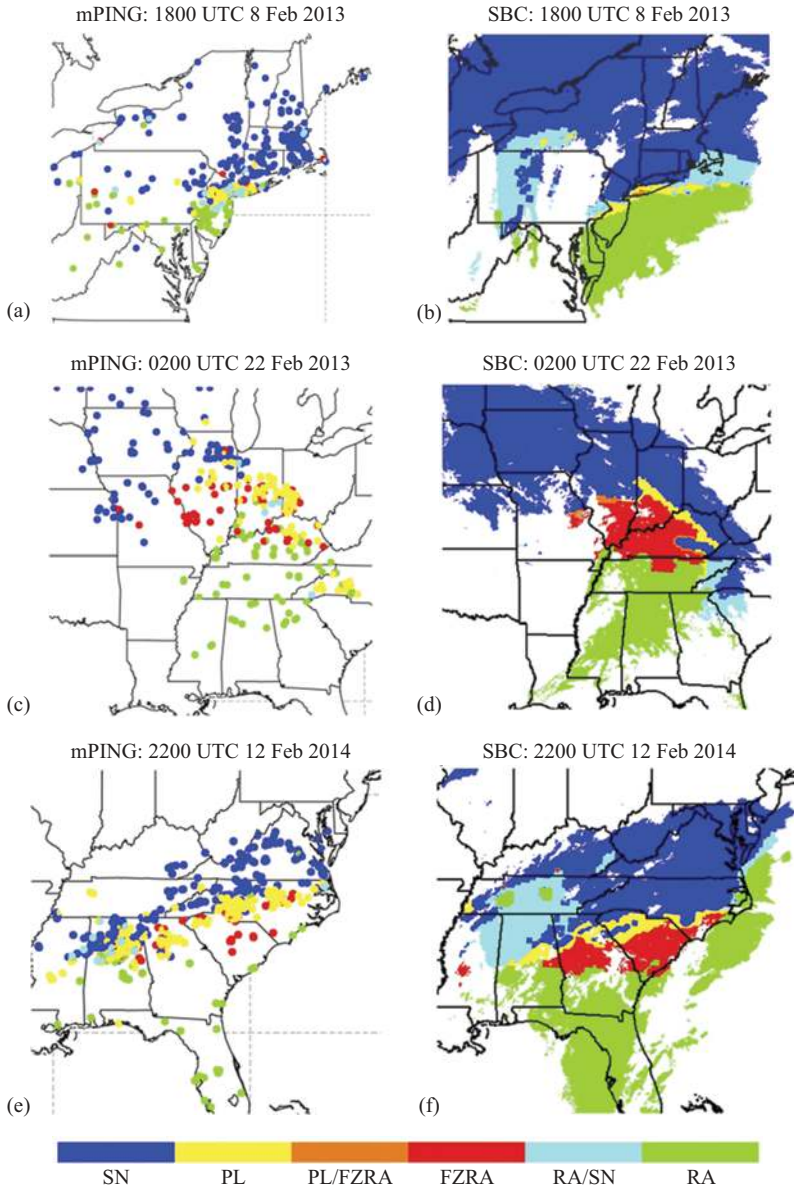 mPING: 1800 UTC 8 Feb 2013
SBC: 1800 UTC 8 Feb 2013
(a)
(b)
mPING: 0200 UTC 22 Feb 2013
SBC: 0200 UTC 22 Feb 2013
(c)
(d)
mPING: 2200 UTC 12 Feb 2014
SBC: 2200 UTC 12 Feb 2014
(e)
(f)
SN
PL
PL/FZRA
FZRA
RA/SN
RA